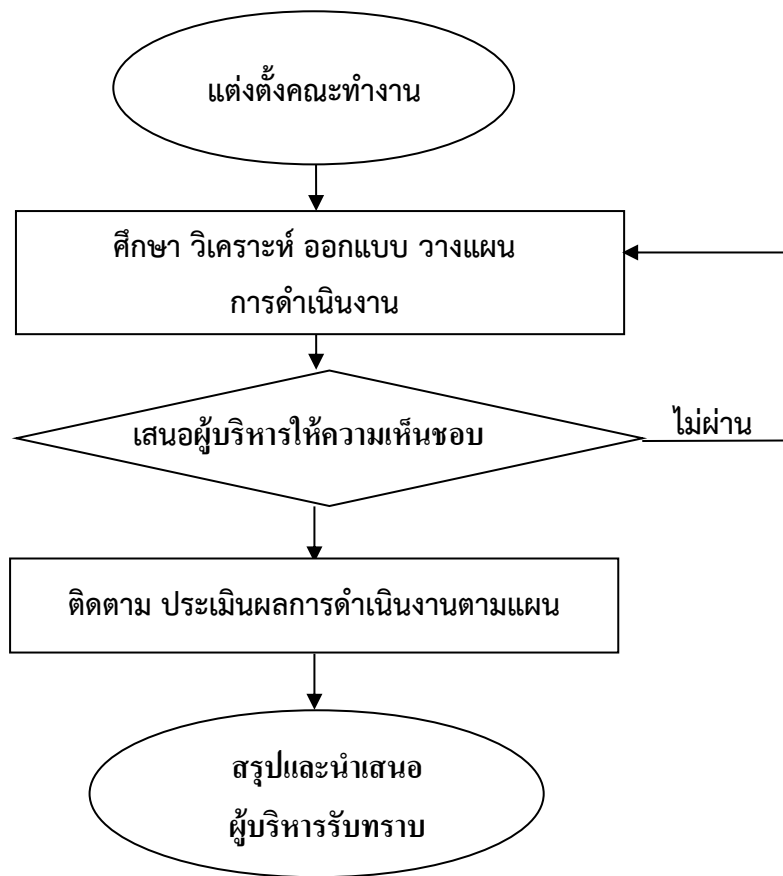 แต่งตั้งคณะทำงาน
ศึกษา วิเคราะห์ ออกแบบ วางแผน
การดำเนินงาน
เสนอผู้บริหารให้ความเห็นชอบ
ไม่ผ่าน
ติดตาม ประเมินผลการดำเนินงานตามแผน
สรุปและนำเสนอ
ผู้บริหารรับทราบ